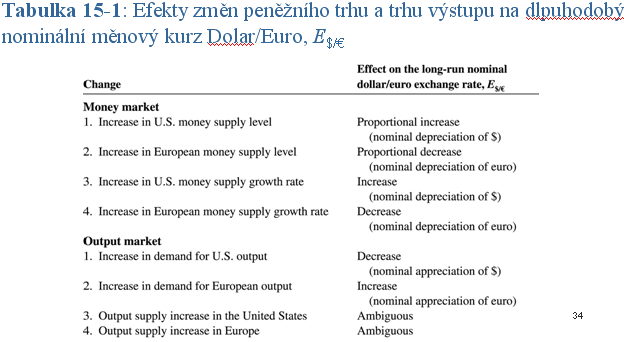 Tabulka 15-1: Efekty změn peněžního trhu a trhu výstupu na dlpuhodobý
nominální měnový kurz Dolar/Euro, E$/€
Effect on the long-run nominal
Change dollar/euro exchange rate, E$/€
Money market
1. Increase in U.S. money supply level Proportional increase
(nominal depreciation of $)
2. Increase in European money supply level Proportional decrease
(nominal depreciation of euro)
3. Increase in U.S. money supply growth rate Increase
(nominal depreciation of $)
4. Increase in European money supply growth rate Decrease
(nominal depreciation of euro)
Output market
1. Increase in demand for U.S. output Decrease
(nominal appreciation of $)
2. Increase in demand for European output Increase
(nominal appreciation of euro)
3. Output supply increase in the United States Ambiguous 34
4. Output supply increase in Europe Ambiguous